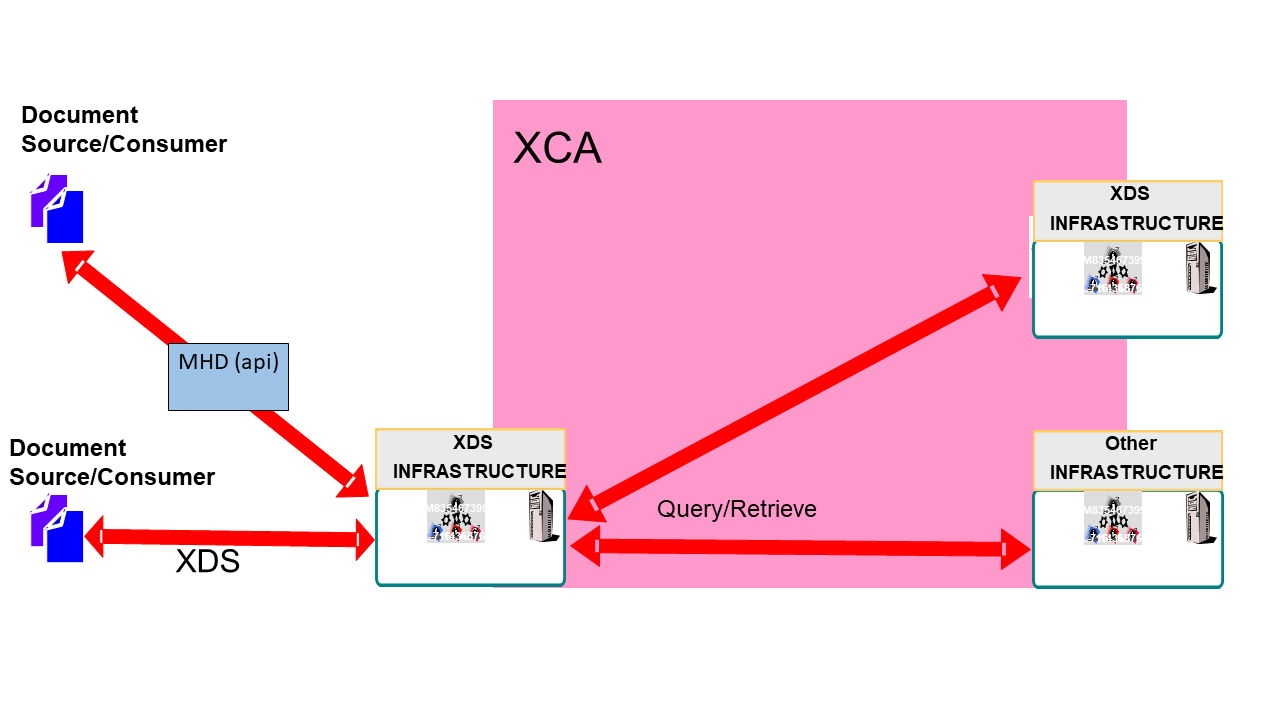 Document
Source/Consumer
XCA
XDS
INFRASTRUCTURE
MHD (api)
Document
Source/Consumer
XDS
INFRASTRUCTURE
Query/Retrieve
Other
INFRASTRUCTURE
XDS